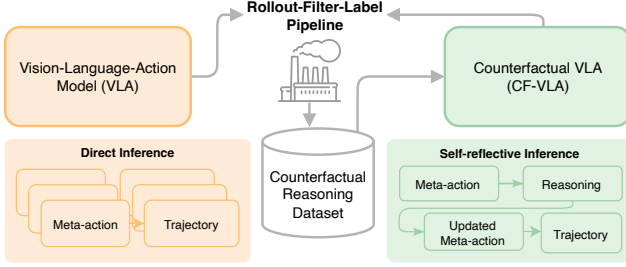 Rollout-Filter-Label
Pipeline
Vision-Language-Action
Model (VLA)
Counterfactual VLA
(CF-VLA)
Counterfactual
Reasoning
Dataset
Direct Inference
Meta-action
Trajectory
Self-reflective Inference
Meta-action
Reasoning
Updated
Meta-action
Trajectory